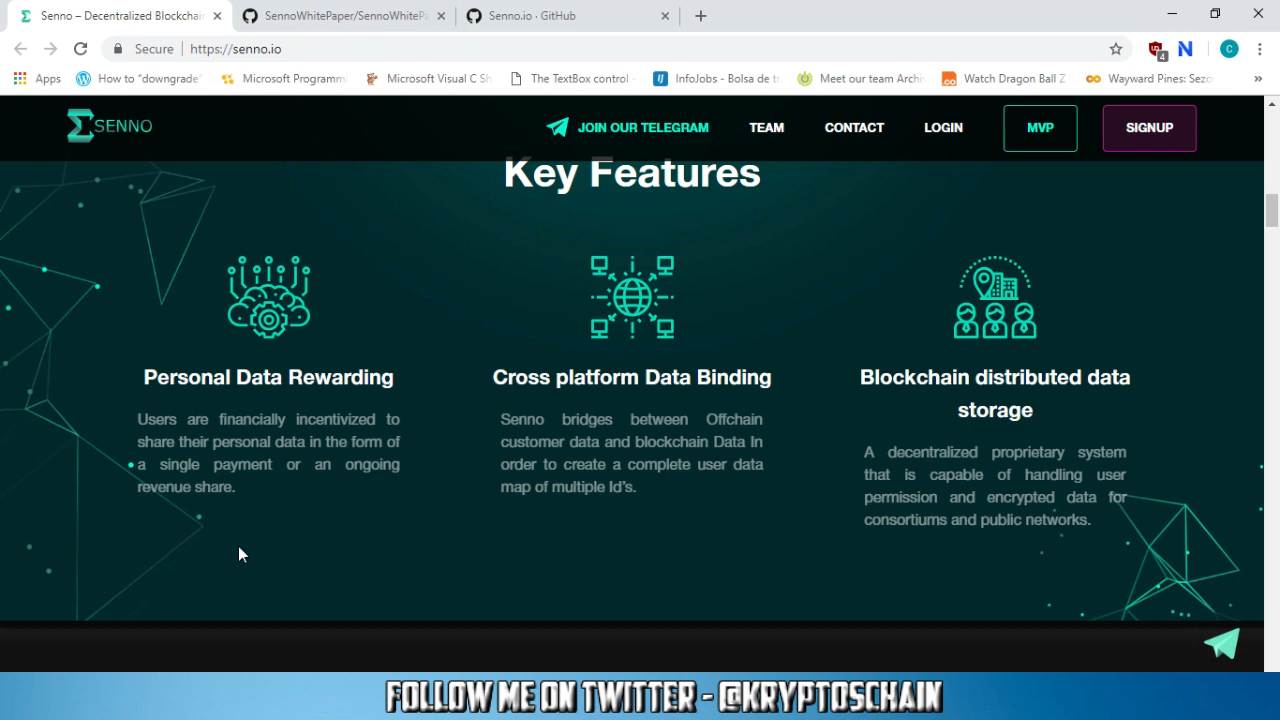 Senno – Decentralized Blockchain
SennoWhitePaper/SennoWhiteP
Senno.io · GitHub
Secure
https://senno.io
4
N
C
Apps
How to "downgrade"
Microsoft Programm
Microsoft Visual C Sh
The TextBox control -
InfoJobs - Bolsa de tr
Meet our team Archi
Watch Dragon Ball Z
Wayward Pines: Sezo
»
SENNO
JOIN OUR TELEGRAM
TEAM
CONTACT
LOGIN
MVP
SIGNUP
Key Features
Personal Data Rewarding
Users are financially incentivized to
share their personal data in the form of
a single payment or an ongoing
revenue share.
Cross platform Data Binding
Senno bridges between Offchain
customer data and blockchain Data In
order to create a complete user data
map of multiple Id's.
Blockchain distributed data
storage
A decentralized proprietary system
that is capable of handling user
permission and encrypted data for
consortiums and public networks.
FOLLOW ME ON TWITTER - @KRYPTOSCHAIN